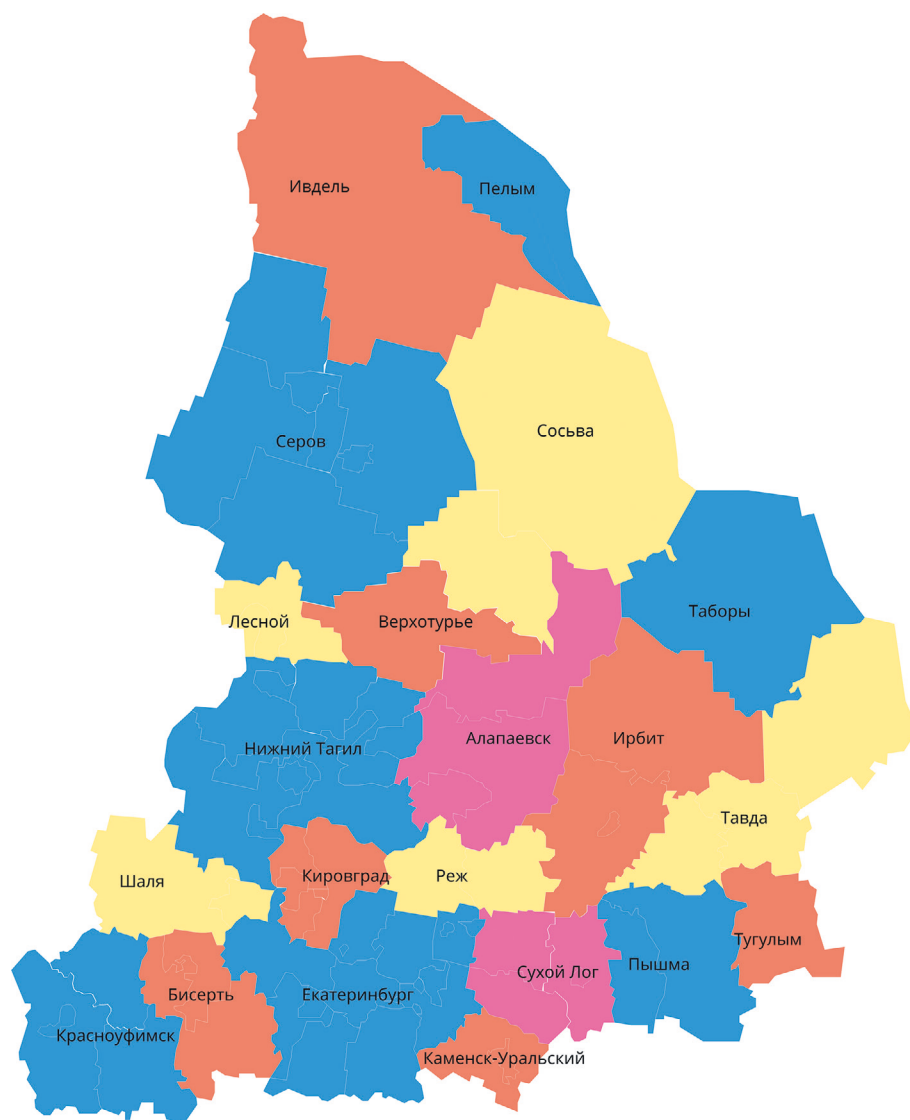 Ивдель
Пелым
Сосьва
Серов
Таборы
Лесной
Верхотурье
Алапаевск
Ирбит
Нижний Тагил
Тавда
Кировград
Реж
Шаля
Тугулым
Пышма
Сухой Лог
Бисерть
Екатеринбург
Красноуфимск
Каменск-Уральский